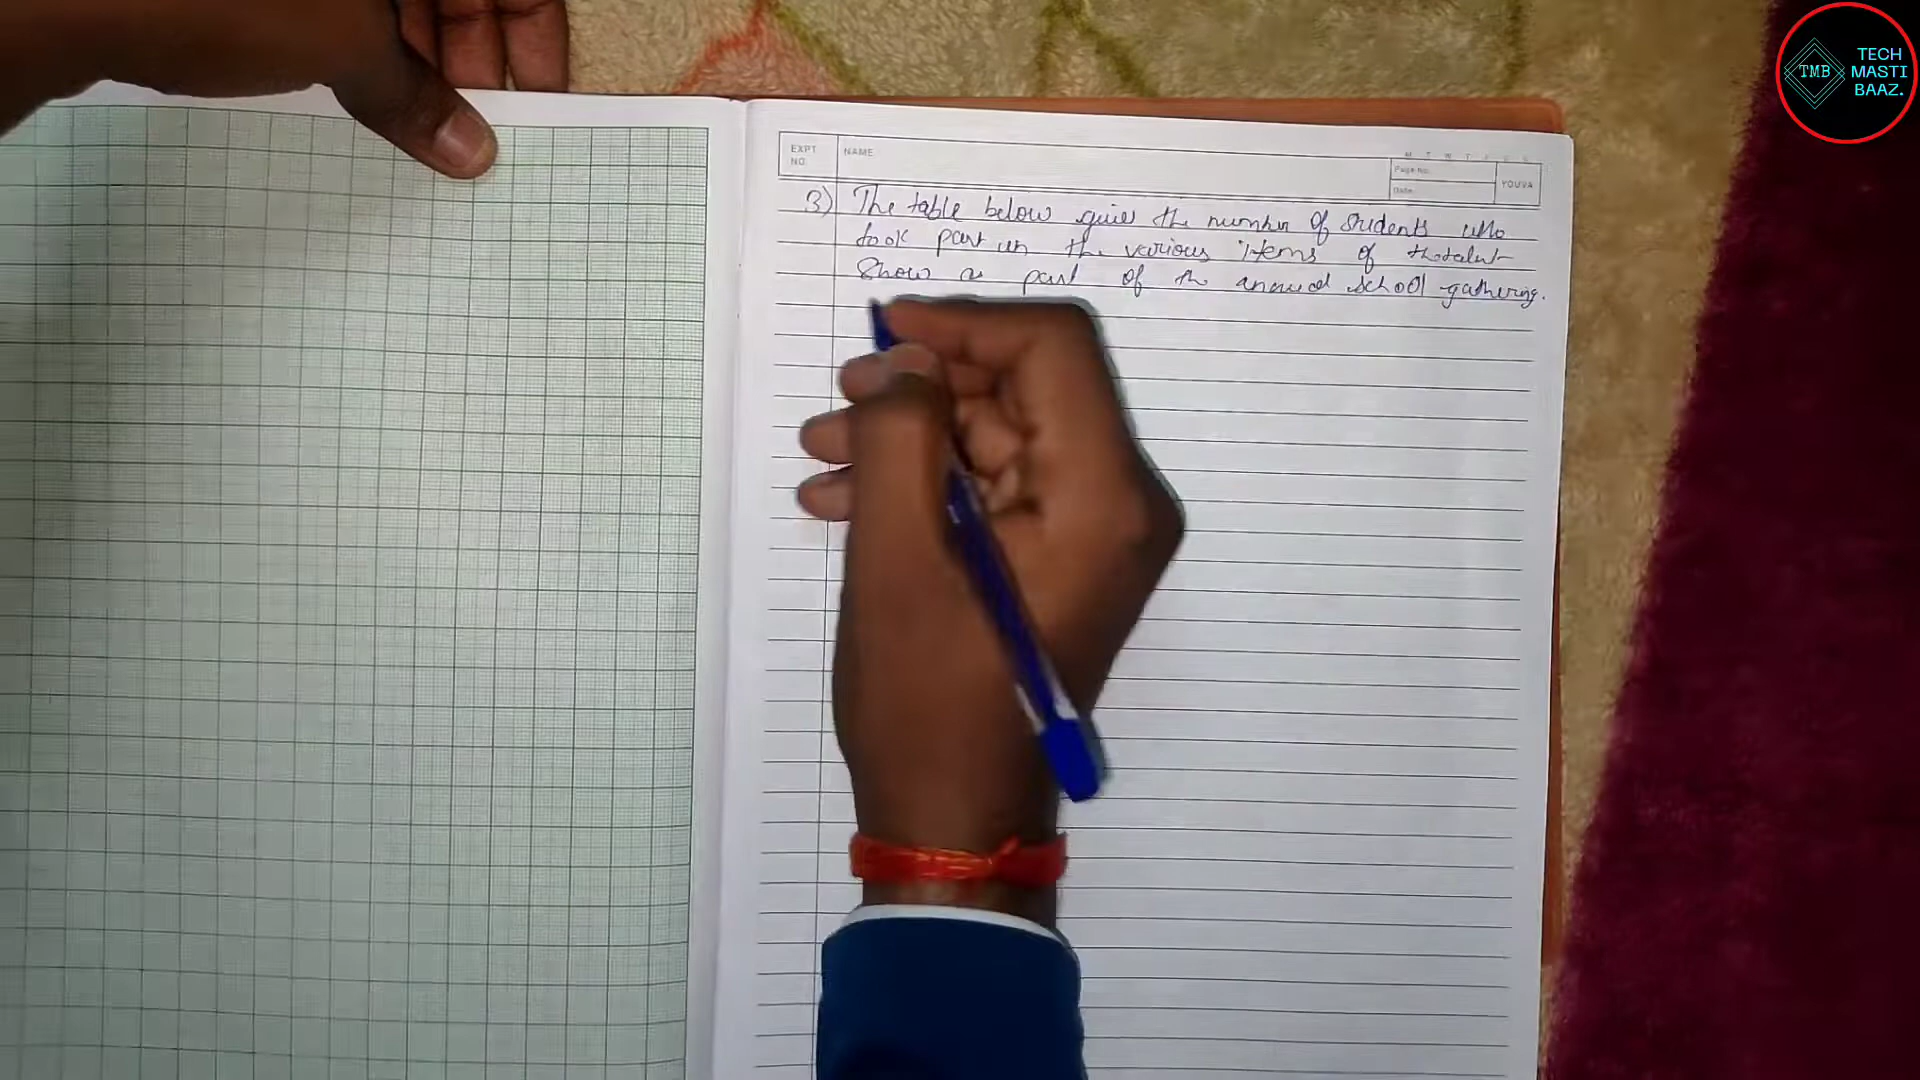 TECH
TMB MASTI
BAAZ.
EXPT NO. NAME
M T W T F S S
Page No.
Date
YOUVA
3) The table below gives the number of students who
took part in the various items of the talent
Show as part of the annual school gathering.